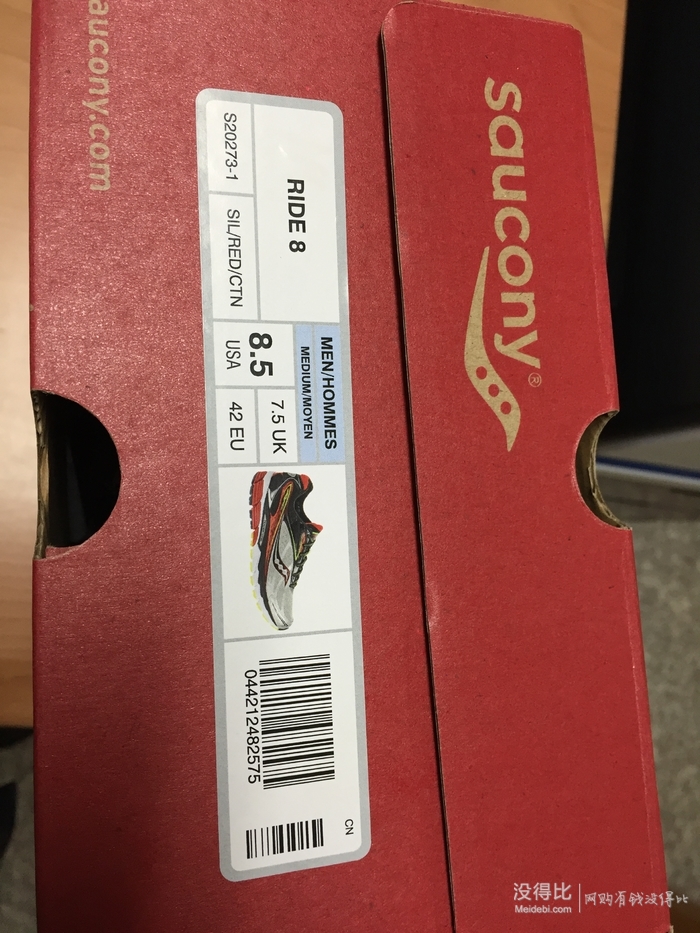 aucony.com
saucony®
RIDE 8
S20273-1
SIL/RED/CTN
MEN/HOMMES
MEDIUM/MOYEN
8.5
USA
7.5 UK
42 EU
044212482575
CN
没得比
Meidebi.com
网购有钱没得比